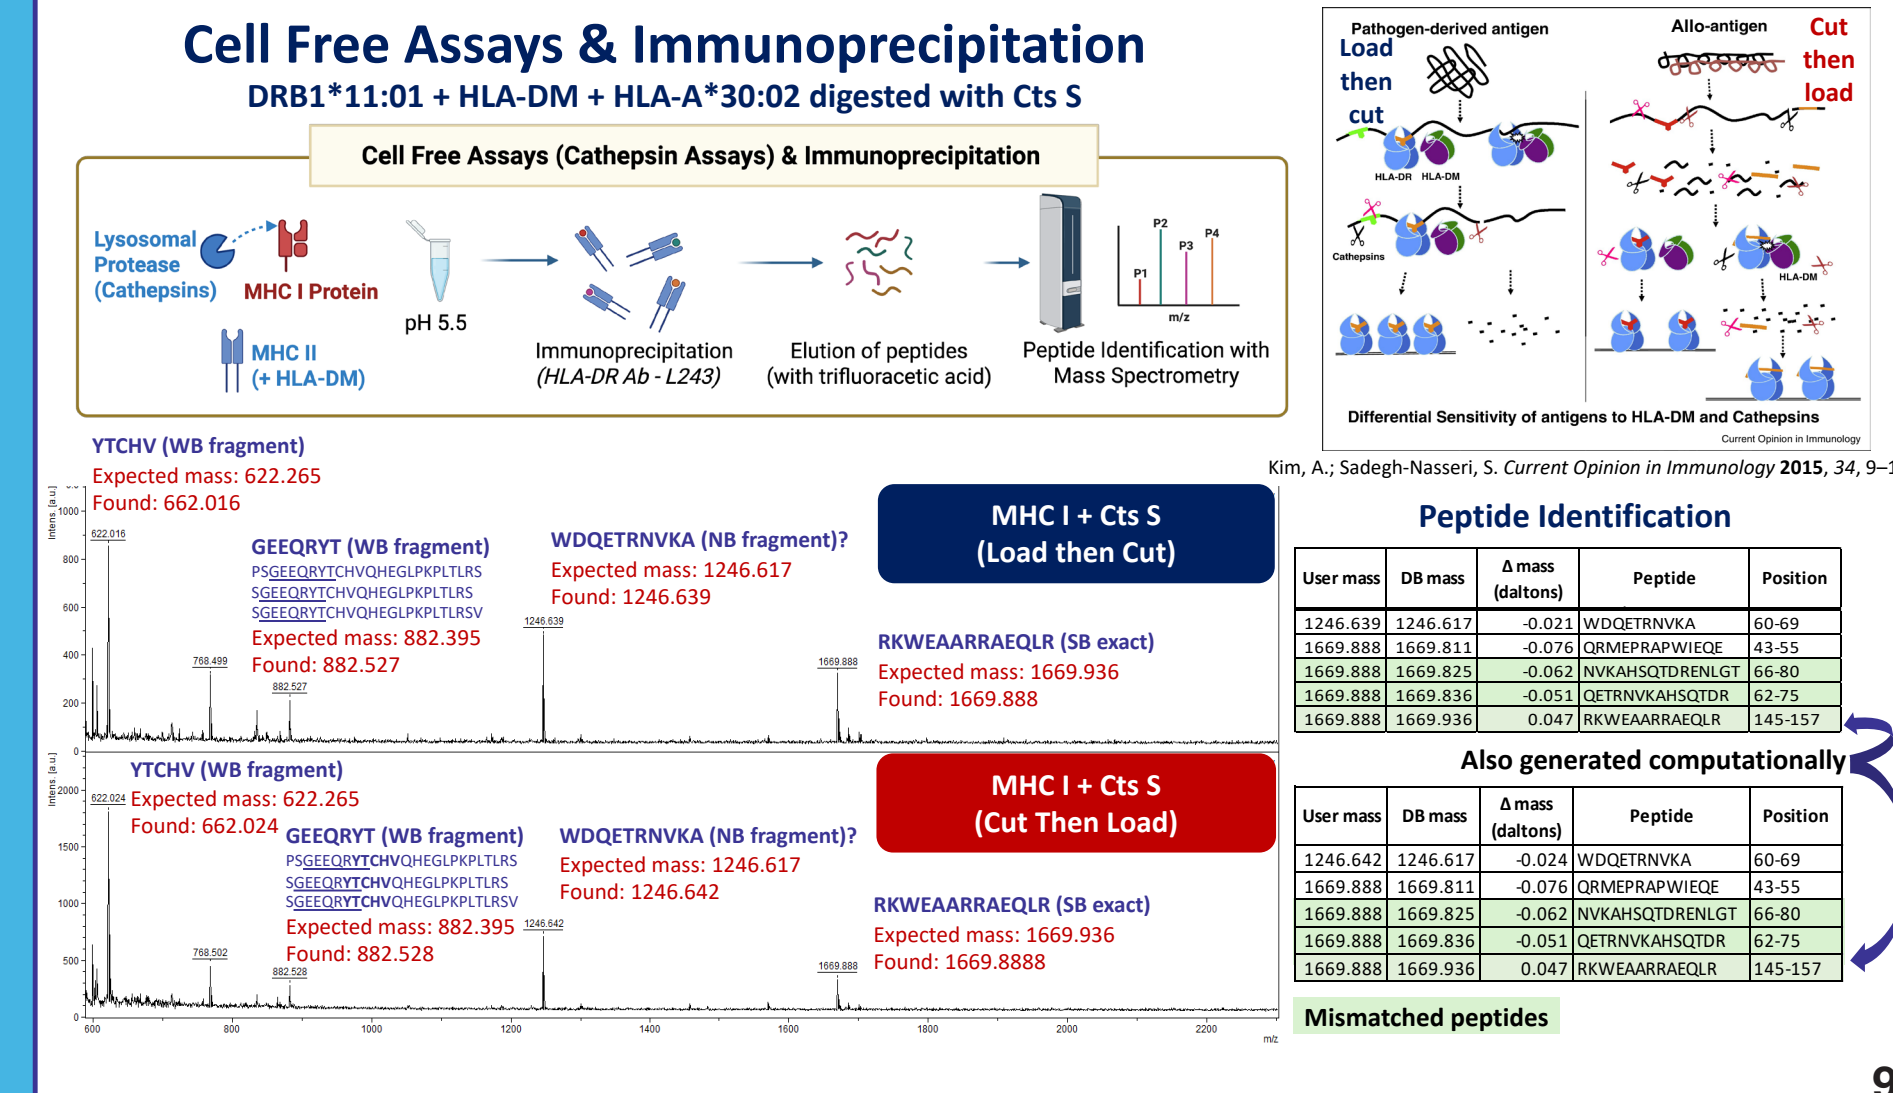 Cell Free Assays & Immunoprecipitation
DRB1*11:01 + HLA-DM + HLA-A*30:02 digested with Cts S
Cell Free Assays (Cathepsin Assays) & Immunoprecipitation
Lysosomal
Protease
(Cathepsins)
MHC I Protein
MHC II
(+ HLA-DM)
pH 5.5
Immunoprecipitation
(HLA-DR Ab - L243)
Elution of peptides
(with trifluoracetic acid)
P1
P2
P3
P4
m/z
Peptide Identification with
Mass Spectrometry
Pathogen-derived antigen
Load
then
cut
Allo-antigen
Cut
then
load
HLA-DR HLA-DM
Cathepsins
HLA-DM
Differential Sensitivity of antigens to HLA-DM and Cathepsins
Current Opinion in Immunology
Kim, A.; Sadegh-Nasseri, S. Current Opinion in Immunology 2015, 34, 9–1
YTCHV (WB fragment)
Expected mass: 622.265
Found: 662.016
GEEQRYT (WB fragment)
PSGEEQRYTCHVQHEGLPKPLTLRS
SGEEQRYTCHVQHEGLPKPLTLRS
SGEEQRYTCHVQHEGLPKPLTLRSV
Expected mass: 882.395
Found: 882.527
WDQETRNVKA (NB fragment)?
Expected mass: 1246.617
Found: 1246.639
MHC I + Cts S
(Load then Cut)
RKWEAARRAEQLR (SB exact)
Expected mass: 1669.936
Found: 1669.888
Intens. [a.u.]
1000
800
600
400
200
0
622.016
768.499
882.527
1246.639
1669.888
YTCHV (WB fragment)
Expected mass: 622.265
Found: 662.024
GEEQRYT (WB fragment)
PSGEEQRYTCHVQHEGLPKPLTLRS
SGEEQRYTCHVQHEGLPKPLTLRS
SGEEQRYTCHVQHEGLPKPLTLRSV
Expected mass: 882.395
Found: 882.528
WDQETRNVKA (NB fragment)?
Expected mass: 1246.617
Found: 1246.642
MHC I + Cts S
(Cut Then Load)
RKWEAARRAEQLR (SB exact)
Expected mass: 1669.936
Found: 1669.8888
Intens. [a.u.]
2000
1500
1000
500
0
622.024
768.502
882.528
1246.642
1669.888
600 800 1000 1200 1400 1600 1800 2000 2200
m/z
Peptide Identification
User mass DB mass Δ mass (daltons) Peptide Position
1246.639 1246.617 -0.021 WDQETRNVKA 60-69
1669.888 1669.811 -0.076 QRMEPRAPWIEQE 43-55
1669.888 1669.825 -0.062 NVKAHSQTDRENLGT 66-80
1669.888 1669.836 -0.051 QETRNVKAHSQTDR 62-75
1669.888 1669.936 0.047 RKWEAARRAEQLR 145-157
Also generated computationally
User mass DB mass Δ mass (daltons) Peptide Position
1246.642 1246.617 -0.024 WDQETRNVKA 60-69
1669.888 1669.811 -0.076 QRMEPRAPWIEQE 43-55
1669.888 1669.825 -0.062 NVKAHSQTDRENLGT 66-80
1669.888 1669.836 -0.051 QETRNVKAHSQTDR 62-75
1669.888 1669.936 0.047 RKWEAARRAEQLR 145-157
Mismatched peptides
9